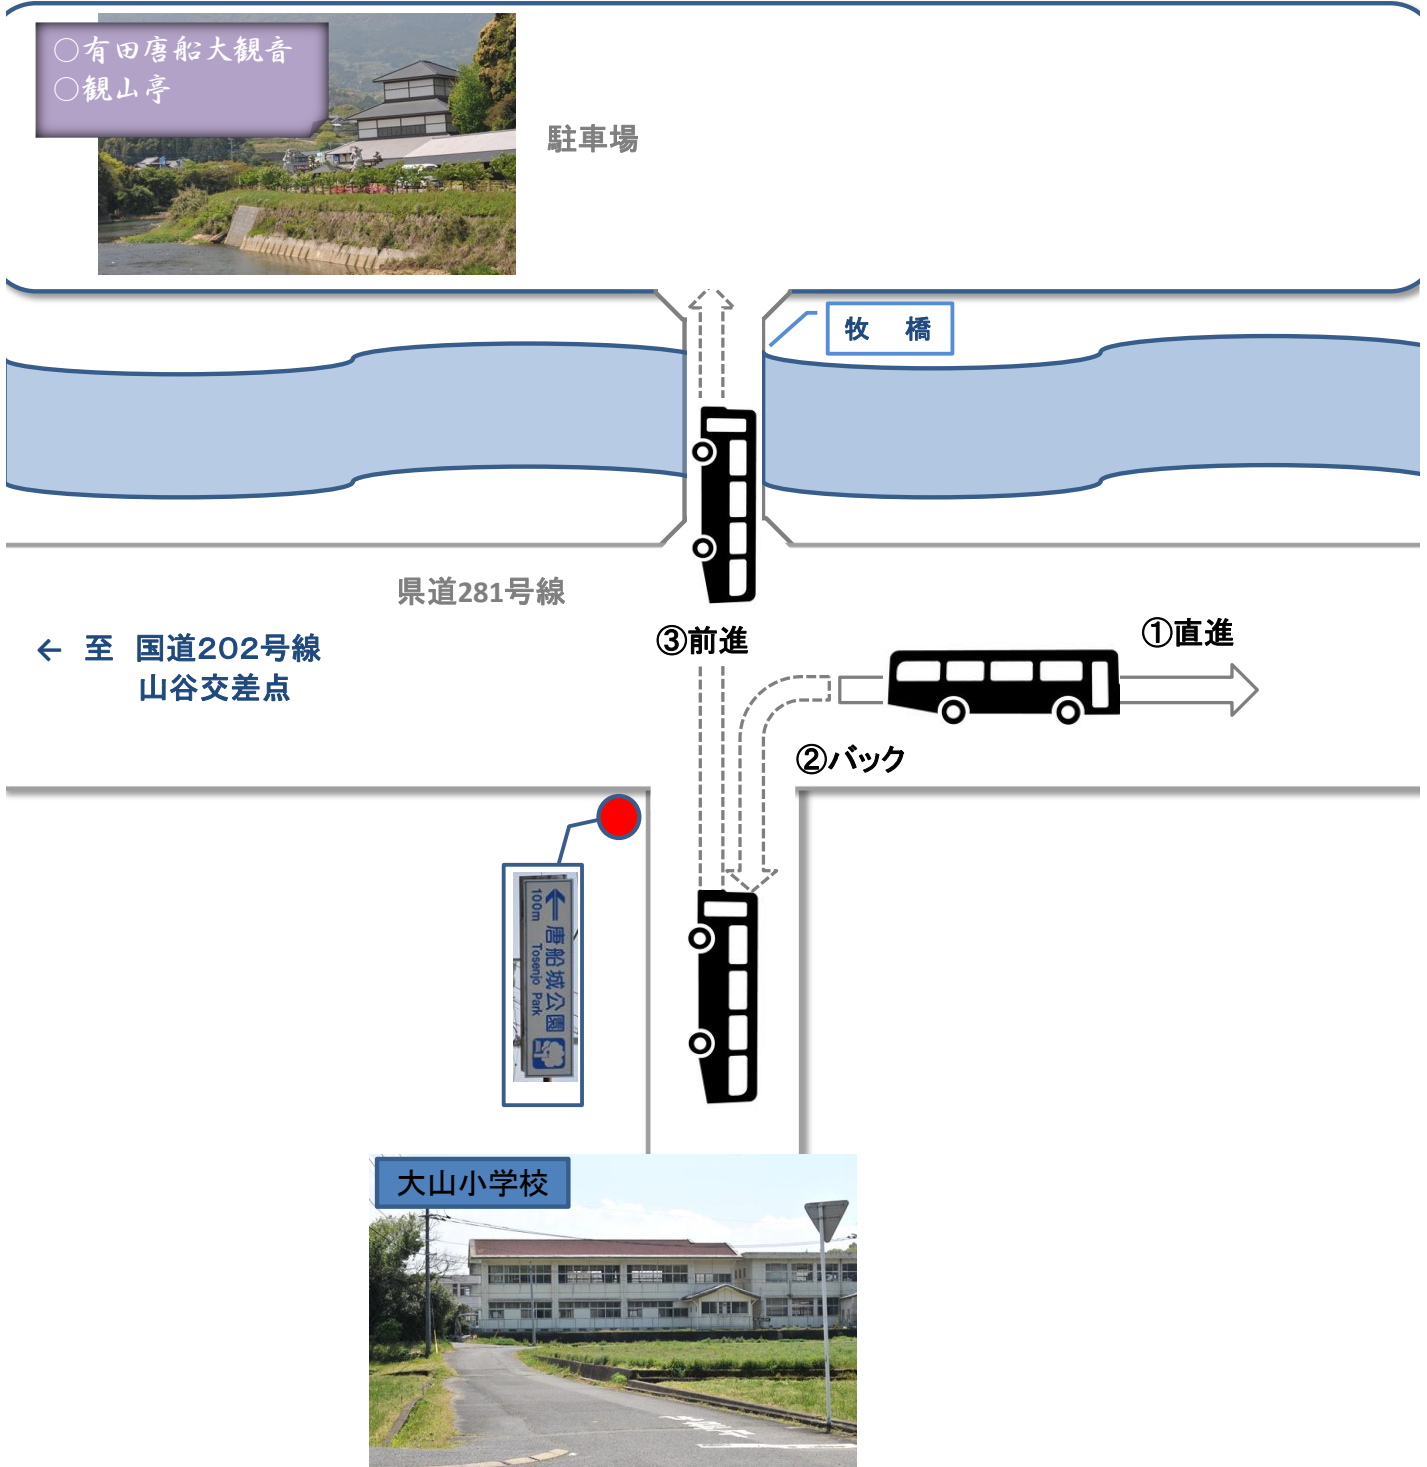 ○有田唐船大観音
○観山亭
駐車場
牧 橋
県道281号線
← 至 国道202号線
山谷交差点
③前進
①直進
②バック
←唐船城公園
100m Tosenjo Park
大山小学校